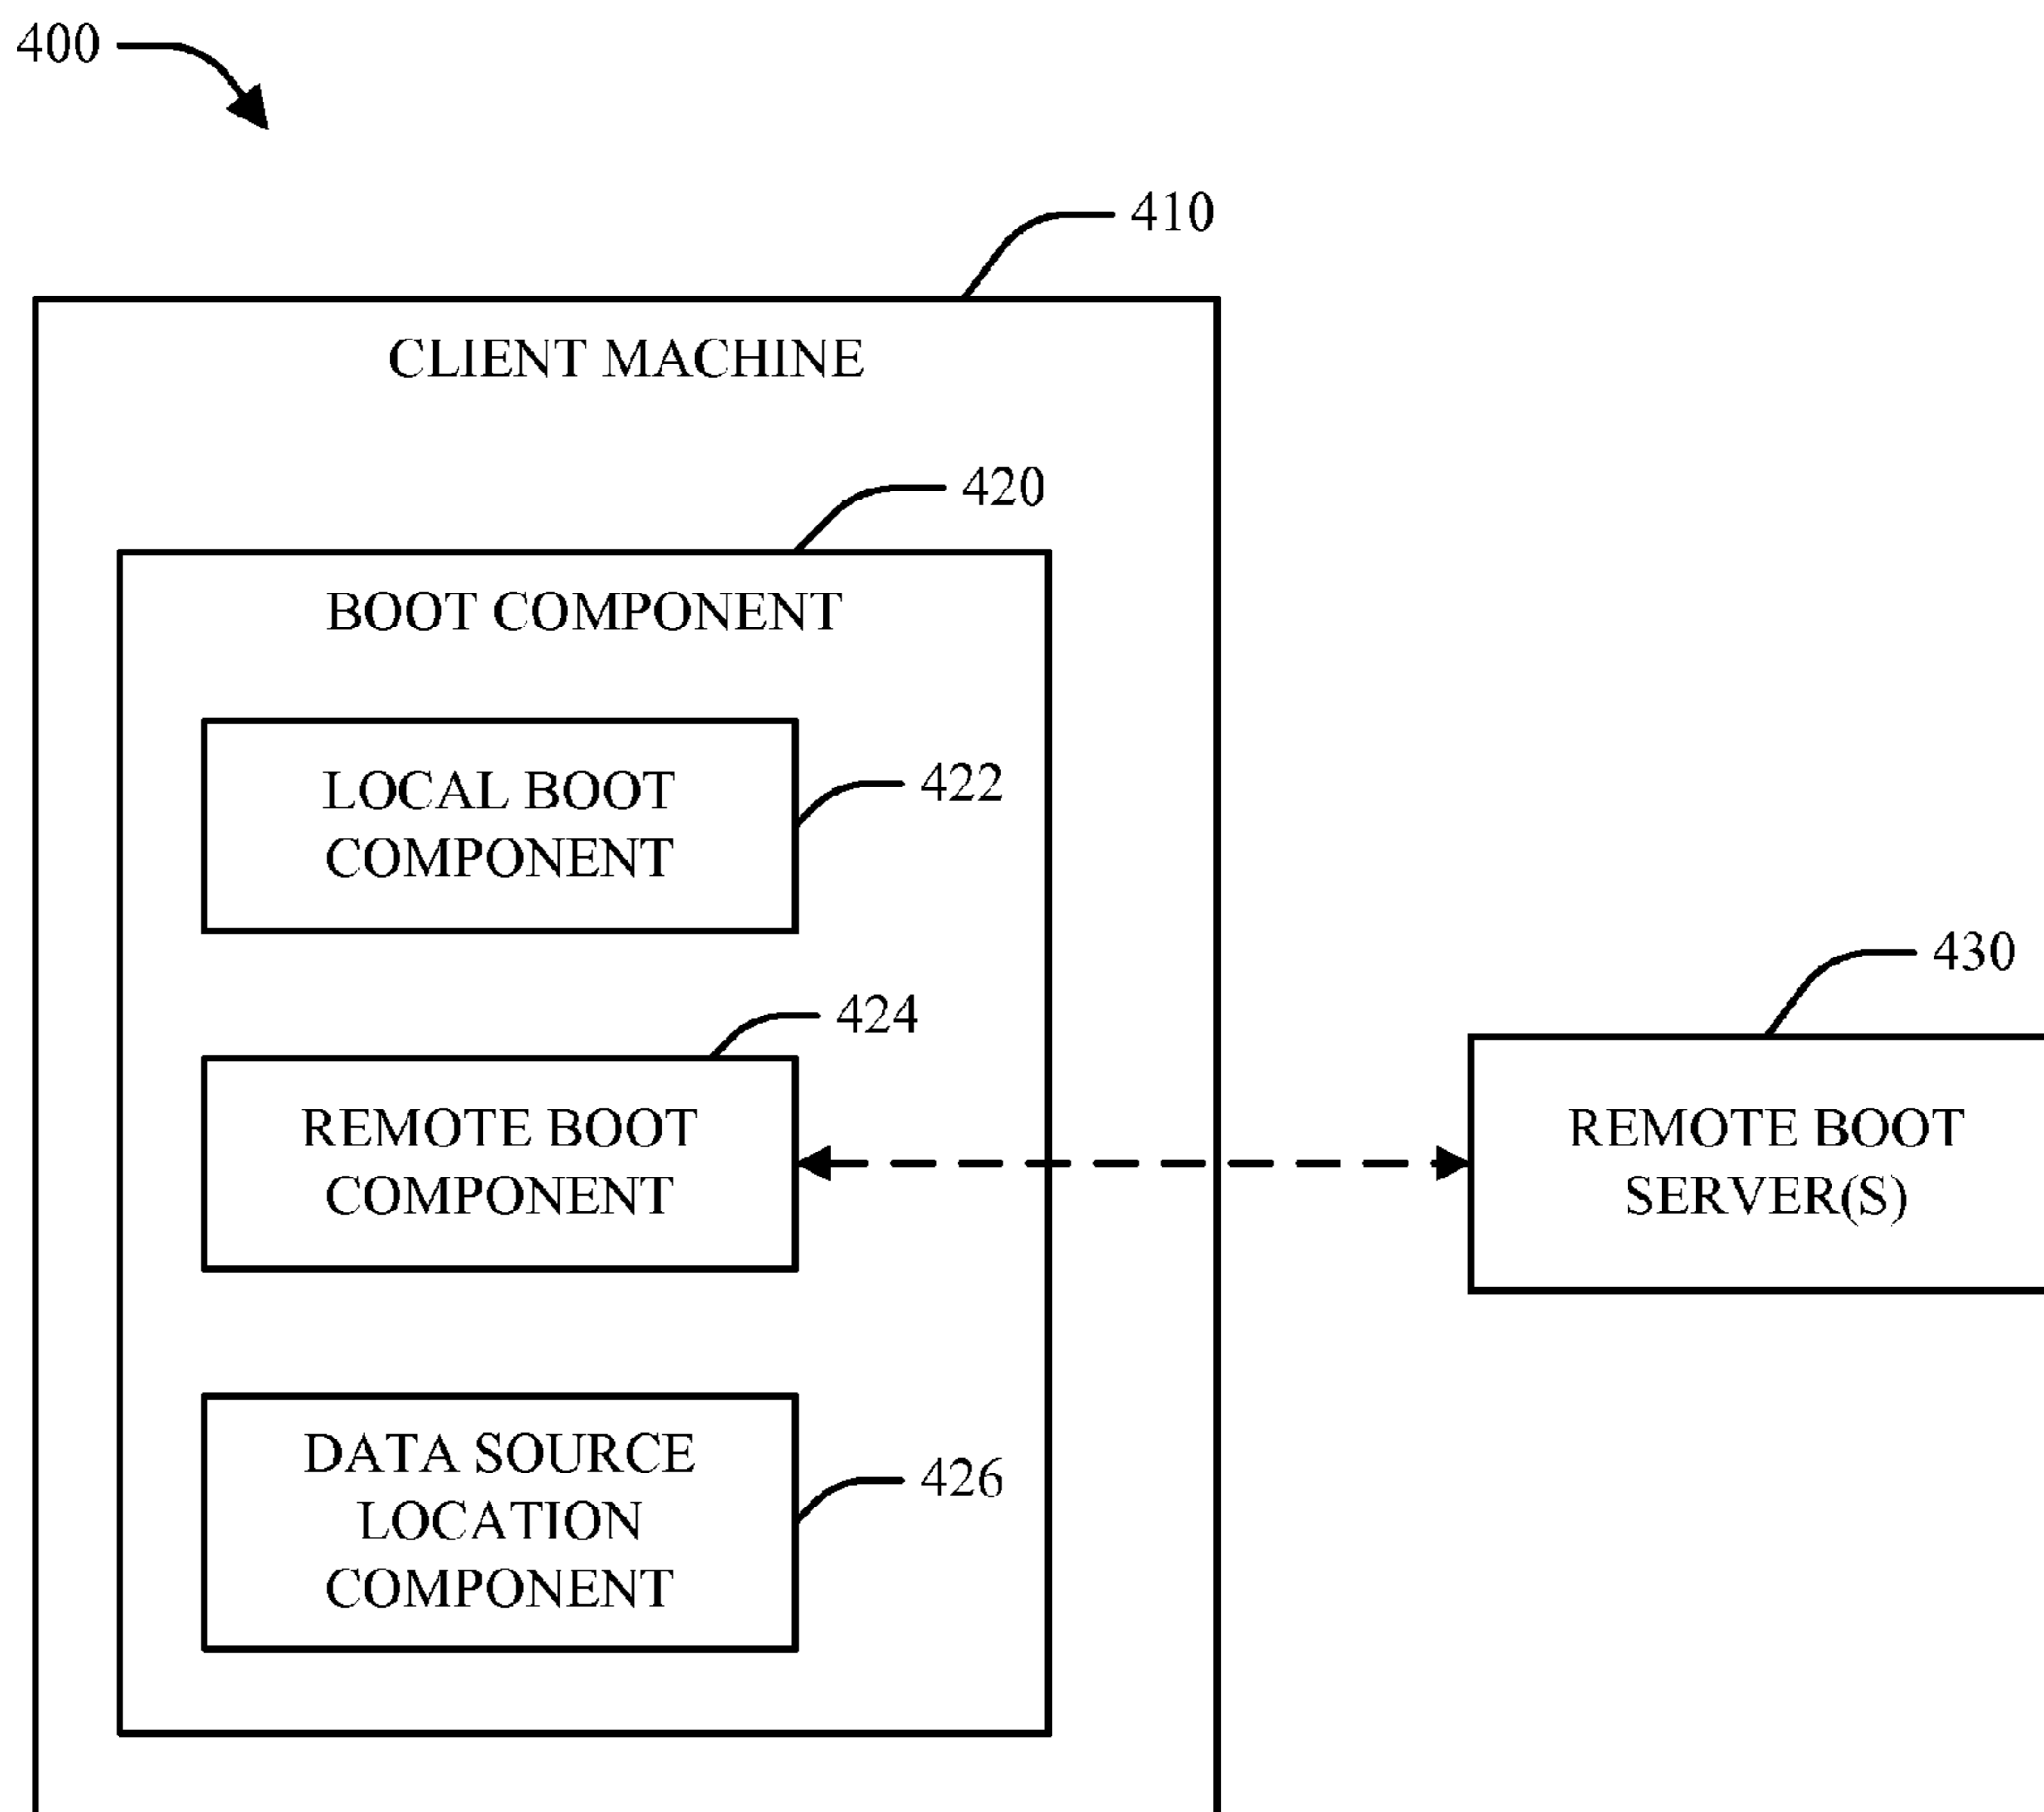 400
410
CLIENT MACHINE
420
BOOT COMPONENT
LOCAL BOOT
COMPONENT
422
424
REMOTE BOOT
COMPONENT
430
REMOTE BOOT
SERVER(S)
DATA SOURCE
LOCATION
COMPONENT
426